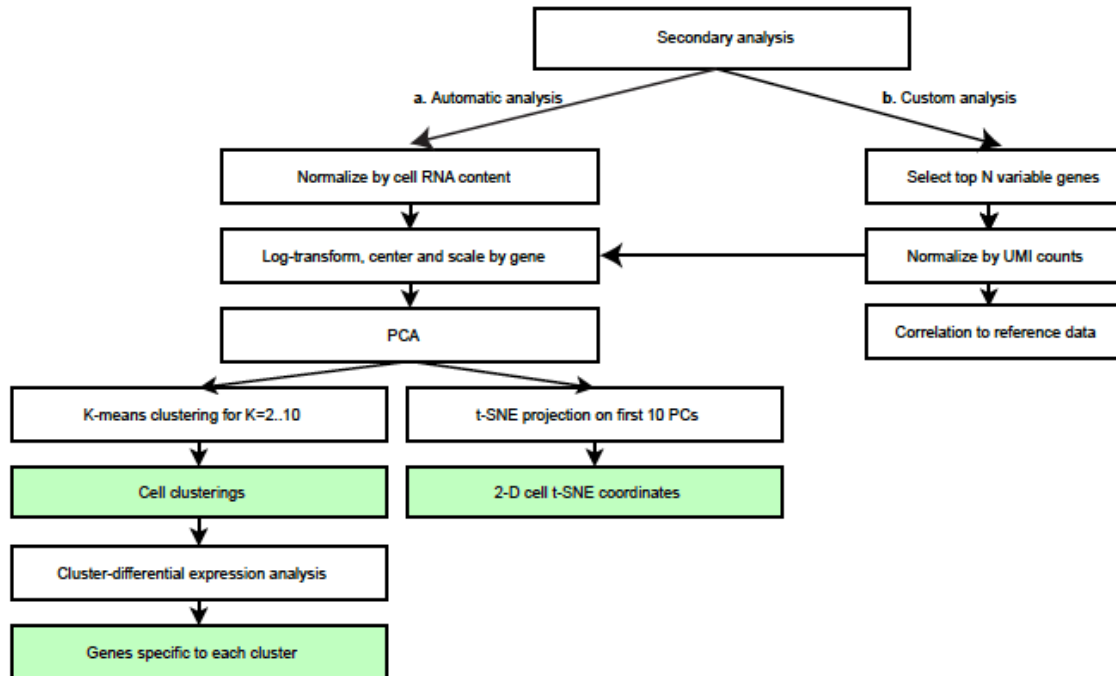 Secondary analysis
a. Automatic analysis
b. Custom analysis
Normalize by cell RNA content
Select top N variable genes
Log-transform, center and scale by gene
Normalize by UMI counts
PCA
Correlation to reference data
K-means clustering for K=2..10
t-SNE projection on first 10 PCs
Cell clusterings
2-D cell t-SNE coordinates
Cluster-differential expression analysis
Genes specific to each cluster